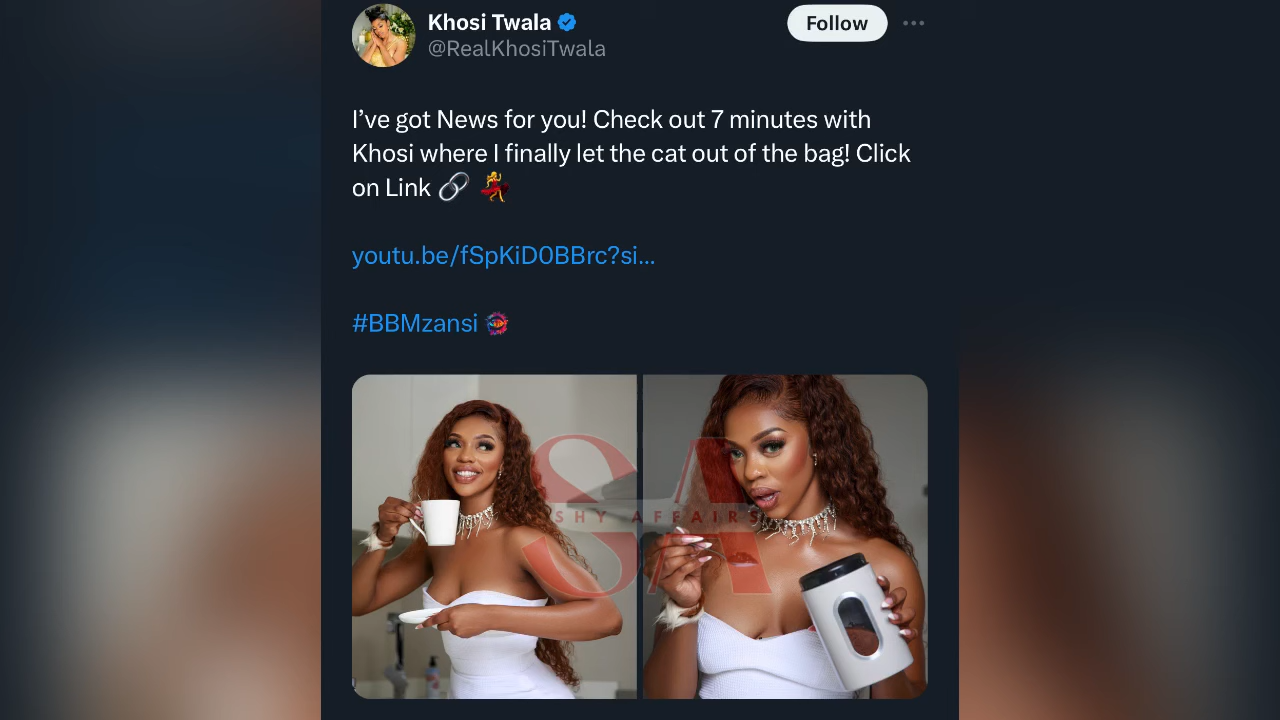 Khosi Twala
@RealKhosiTwala
Follow
I’ve got News for you! Check out 7 minutes with
Khosi where I finally let the cat out of the bag! Click
on Link 🔗 💃
youtu.be/fSpKiD0BBrc?si…
#BBMzansi
SA
SHY AFFAIRS